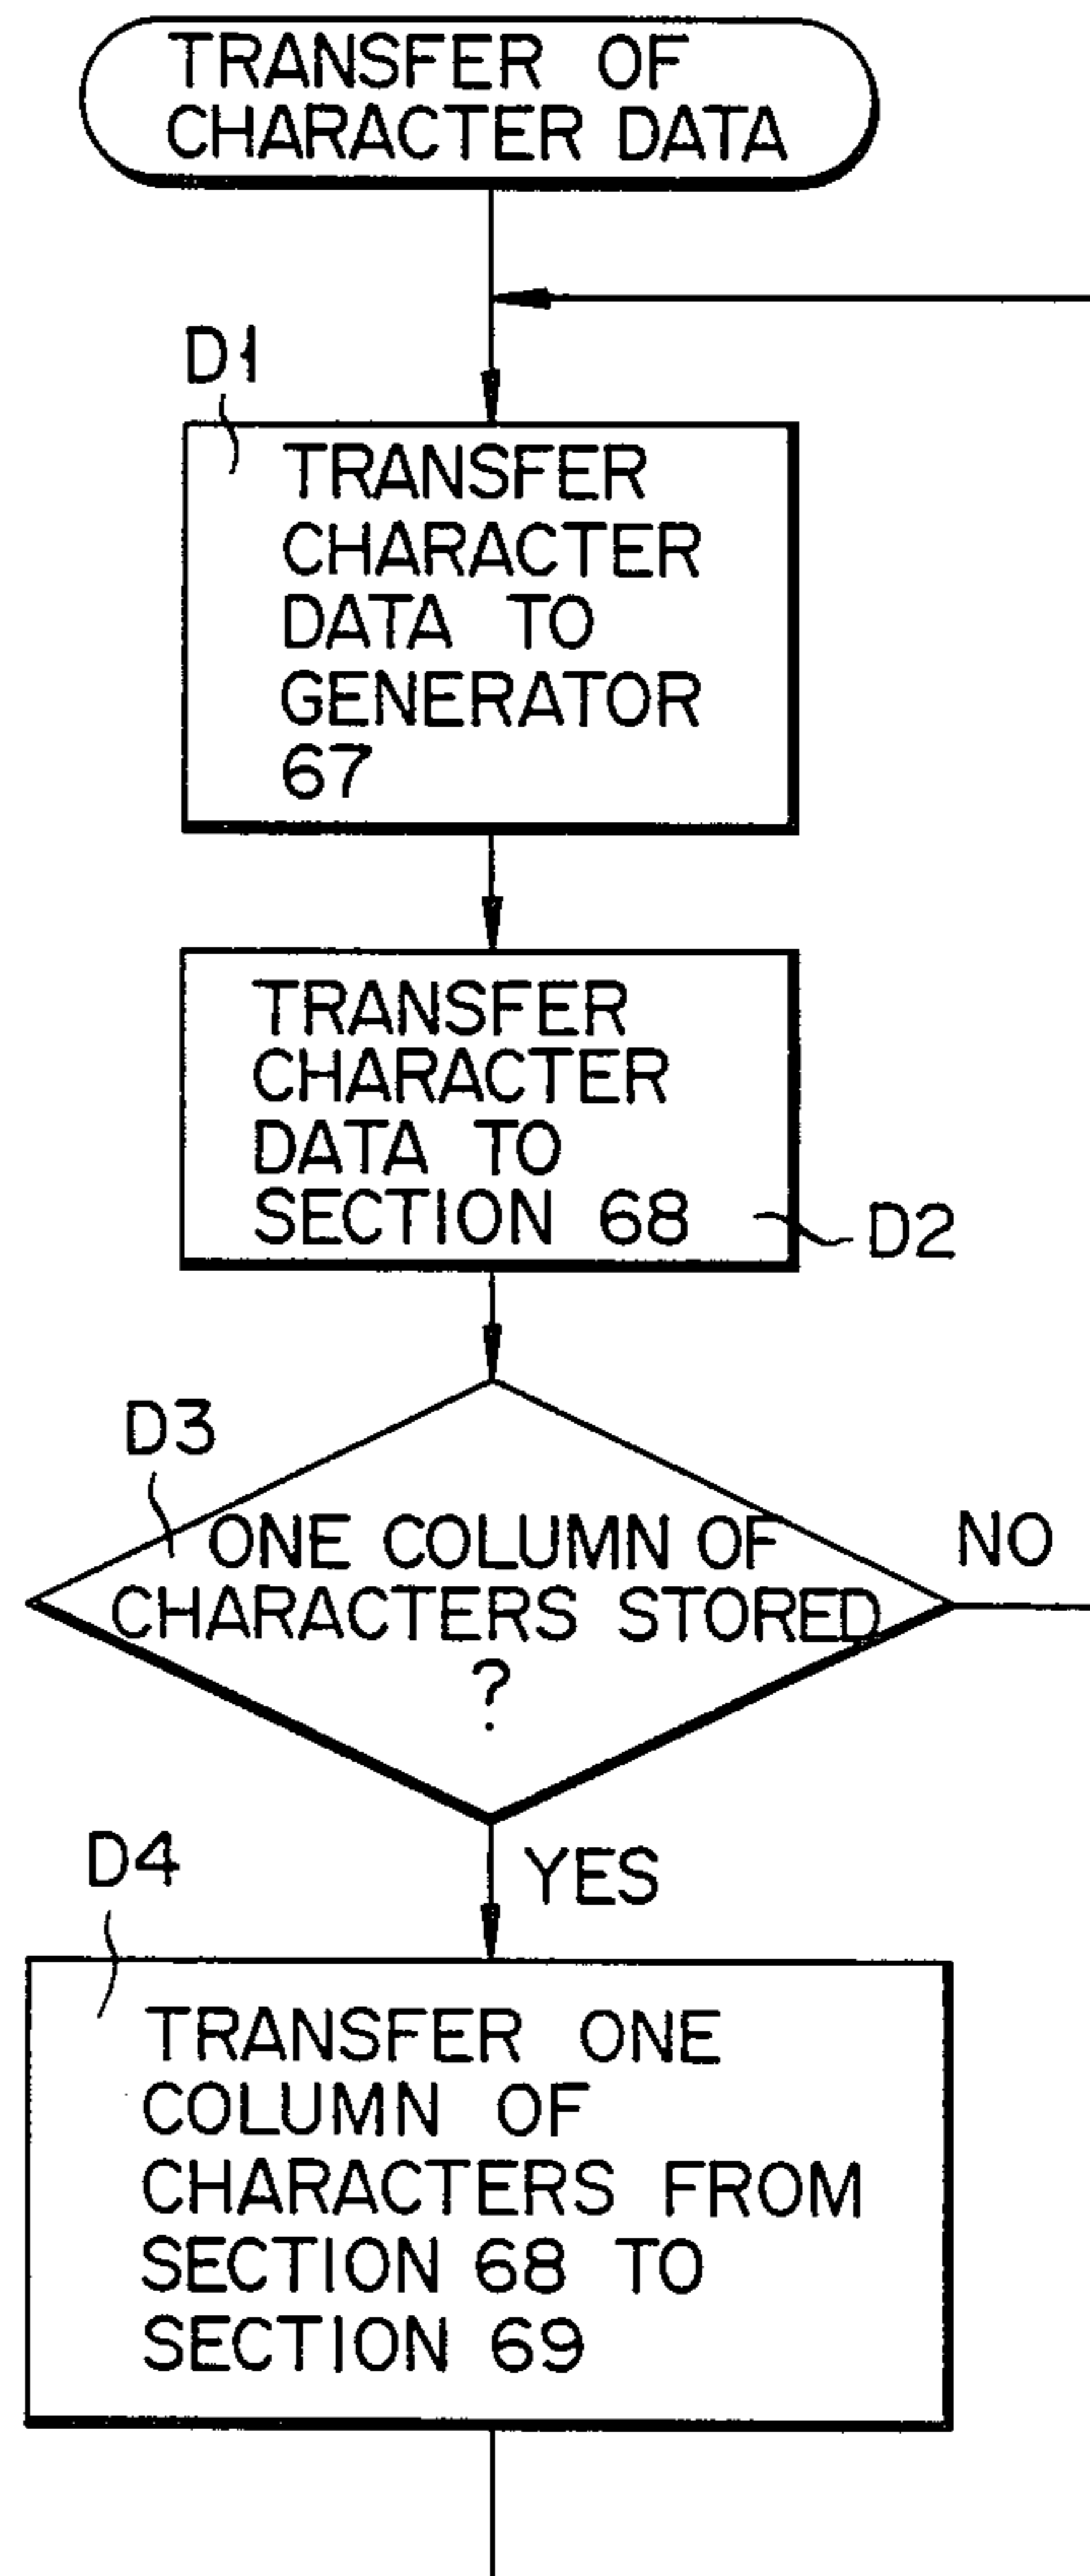 TRANSFER OF
CHARACTER DATA
D1
TRANSFER
CHARACTER
DATA TO
GENERATOR
67
TRANSFER
CHARACTER
DATA TO
SECTION 68
D2
D3
ONE COLUMN OF
CHARACTERS STORED
?
NO
YES
D4
TRANSFER ONE
COLUMN OF
CHARACTERS FROM
SECTION 68 TO
SECTION 69